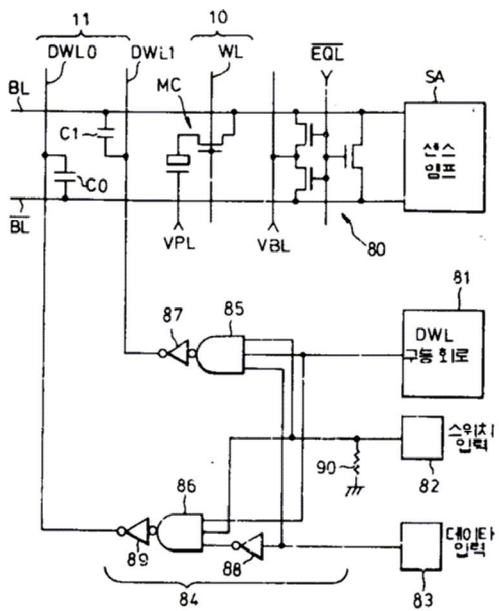 11
10
DWL0
DWL1
WL
EQL
SA
BL
MC
C1
센스
앰프
C0
BL
VPL
VBL
80
81
87
85
DWL
구동 회로
스위치
입력
90
82
86
데이타
입력
89
88
84
83